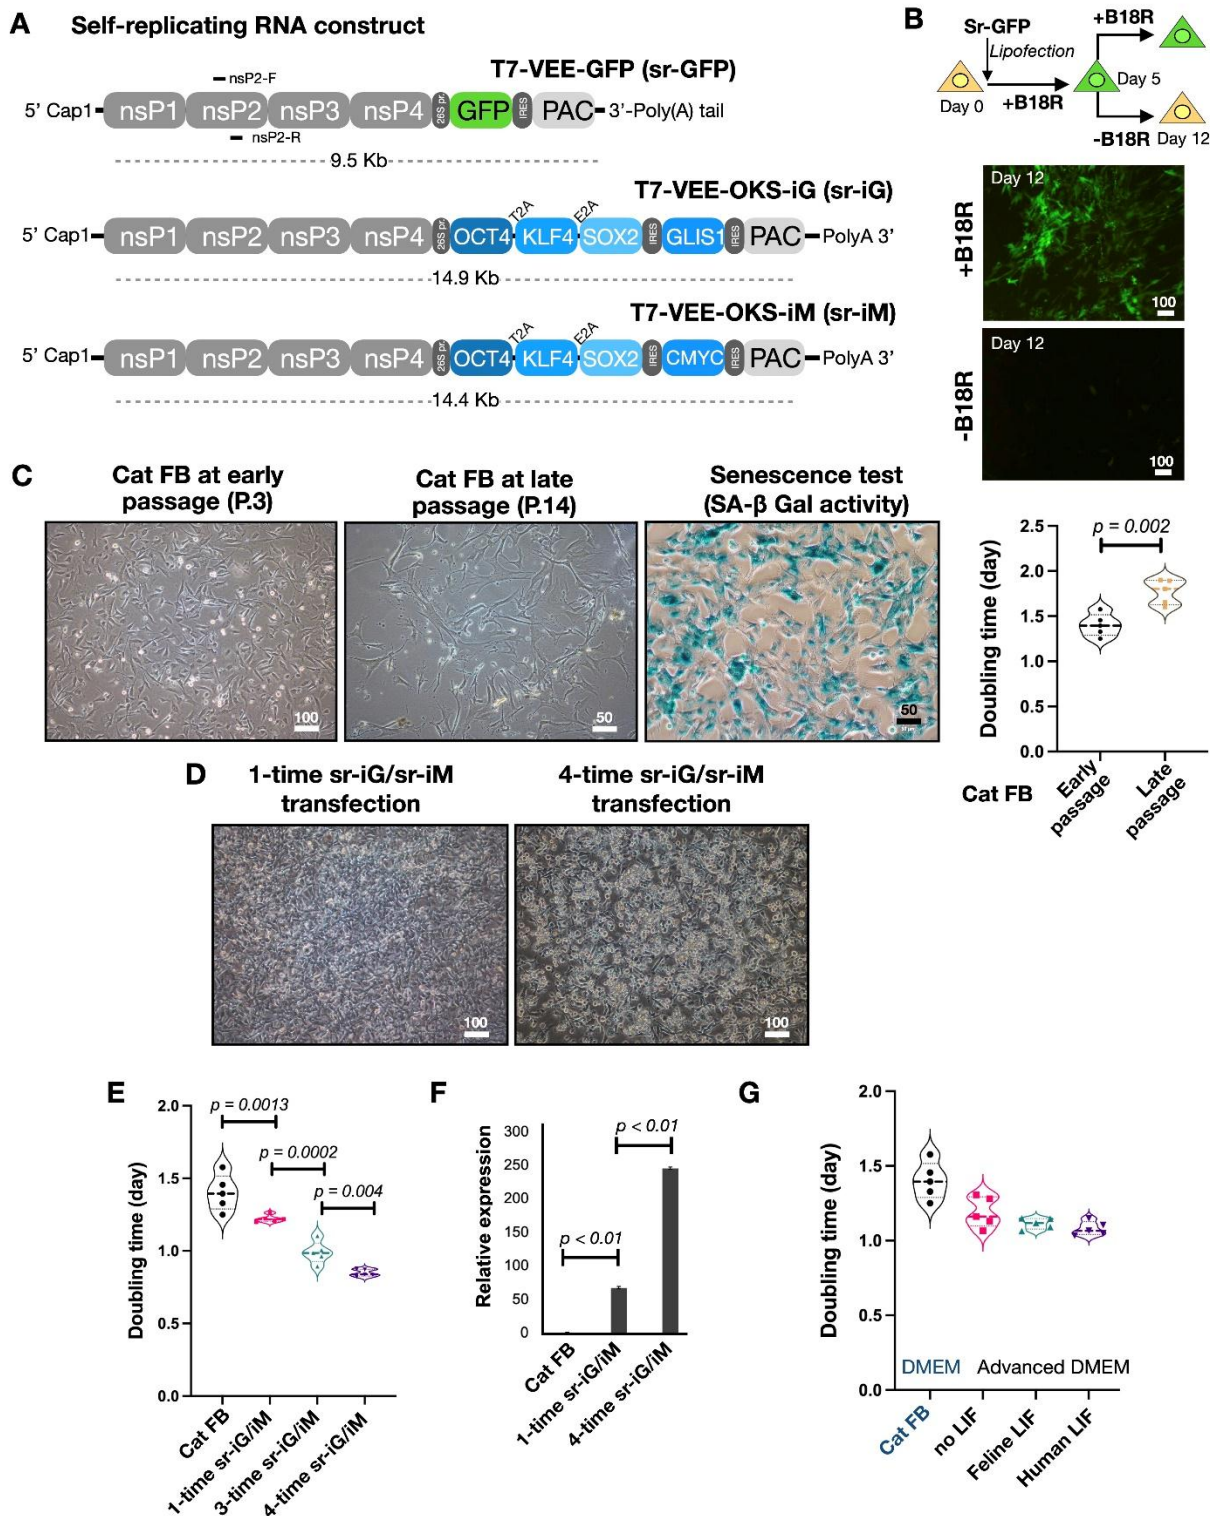 A
Self-replicating RNA construct
T7-VEE-GFP (sr-GFP)
nsP2-F
5' Cap1 nsP1 nsP2 nsP3 nsP4 26S pr. GFP IRES PAC 3'-Poly(A) tail
nsP2-R
9.5 Kb
T7-VEE-OKS-iG (sr-iG)
T2A E2A
5' Cap1 nsP1 nsP2 nsP3 nsP4 26S pr. OCT4 KLF4 SOX2 IRES GLIS1 IRES PAC PolyA 3'
14.9 Kb
T7-VEE-OKS-iM (sr-iM)
T2A E2A
5' Cap1 nsP1 nsP2 nsP3 nsP4 26S pr. OCT4 KLF4 SOX2 IRES CMYC IRES PAC PolyA 3'
14.4 Kb
B
Sr-GFP
Lipofection
+B18R
+B18R
Day 0
Day 5
-B18R
Day 12
+B18R
Day 12
100
-B18R
Day 12
100
C
Cat FB at early
passage (P.3)
100
Cat FB at late
passage (P.14)
50
Senescence test
(SA-β Gal activity)
50
Doubling time (day)
2.5
2.0
1.5
1.0
0.5
0.0
p = 0.002
Cat FB
Early
passage
Late
passage
D
1-time sr-iG/sr-iM
transfection
100
4-time sr-iG/sr-iM
transfection
100
E
Doubling time (day)
2.0
1.5
1.0
0.5
0.0
p = 0.0013
p = 0.0002
p = 0.004
Cat FB
1-time sr-iG/iM
3-time sr-iG/iM
4-time sr-iG/iM
F
Relative expression
300
250
200
150
100
50
0
p < 0.01
p < 0.01
Cat FB
1-time sr-iG/iM
4-time sr-iG/iM
G
Doubling time (day)
2.0
1.5
1.0
0.5
0.0
DMEM
Advanced DMEM
Cat FB
no LIF
Feline LIF
Human LIF